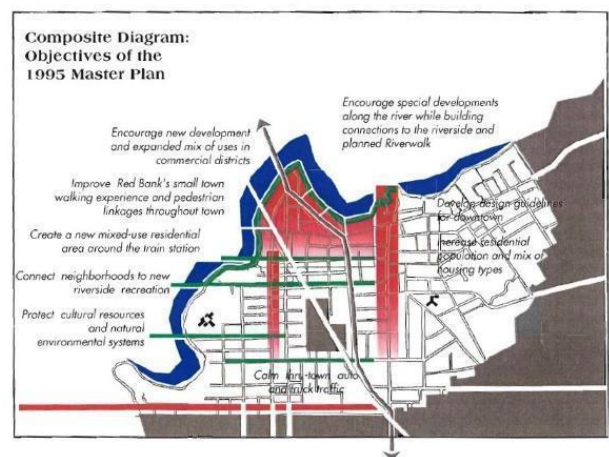 Composite Diagram:
Objectives of the
1995 Master Plan
Encourage special developments
along the river while building
connections to the riverside and
planned Riverwalk
Encourage new development
and expanded mix of uses in
commercial districts
Improve Red Bank's small town
walking experience and pedestrian
linkages throughout town
Create a new mixed-use residential
area around the train station
Connect neighborhoods to new
riverside recreation
Protect cultural resources
and natural
environmental systems
Develop design guidelines
for downtown
Increase residential
population and mix of
housing types
Calm thru-town auto
and truck traffic